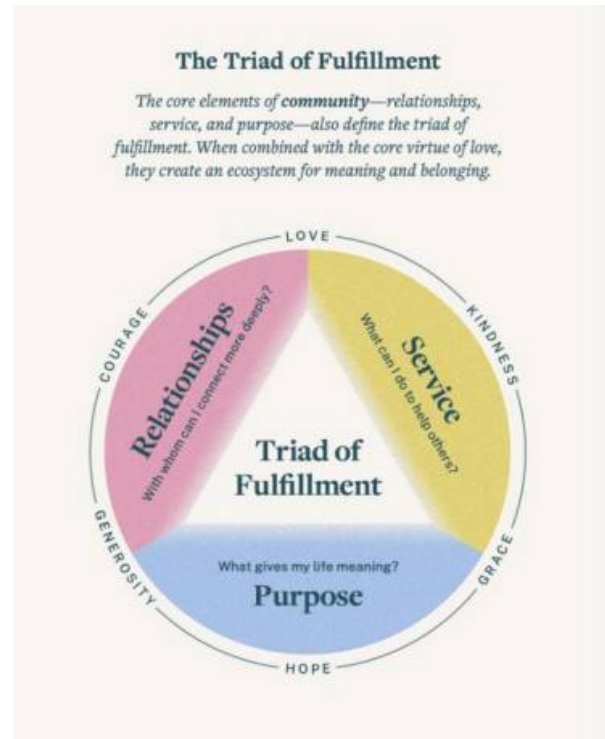 The Triad of Fulfillment
The core elements of community—relationships,
service, and purpose—also define the triad of
fulfillment. When combined with the core virtue of love,
they create an ecosystem for meaning and belonging.
LOVE
COURAGE
KINDNESS
Relationships
With whom can I connect more deeply?
Service
What can I do to help others?
Triad of
Fulfillment
GENEROSITY
GRACE
What gives my life meaning?
Purpose
HOPE